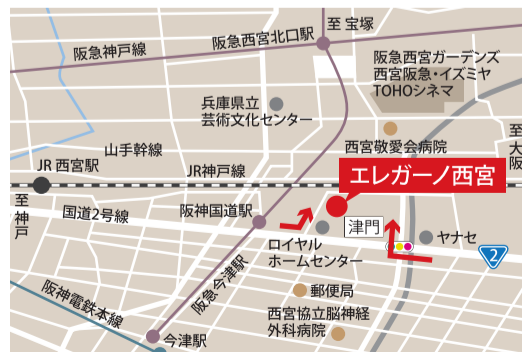 至 宝塚
阪急神戸線
阪急西宮北口駅
阪急西宮ガーデンズ
西宮阪急・イズミヤ
TOHOシネマ
兵庫県立
芸術文化センター
至
大
阪
西宮敬愛会病院
山手幹線
JR 西宮駅
JR神戸線
エレガーノ西宮
至
神
戸
国道2号線
阪神国道駅
津門
ヤナセ
ロイヤル
ホームセンター
2
阪急今津線
郵便局
阪神電鉄本線
西宮協立脳神経
外科病院
今津駅